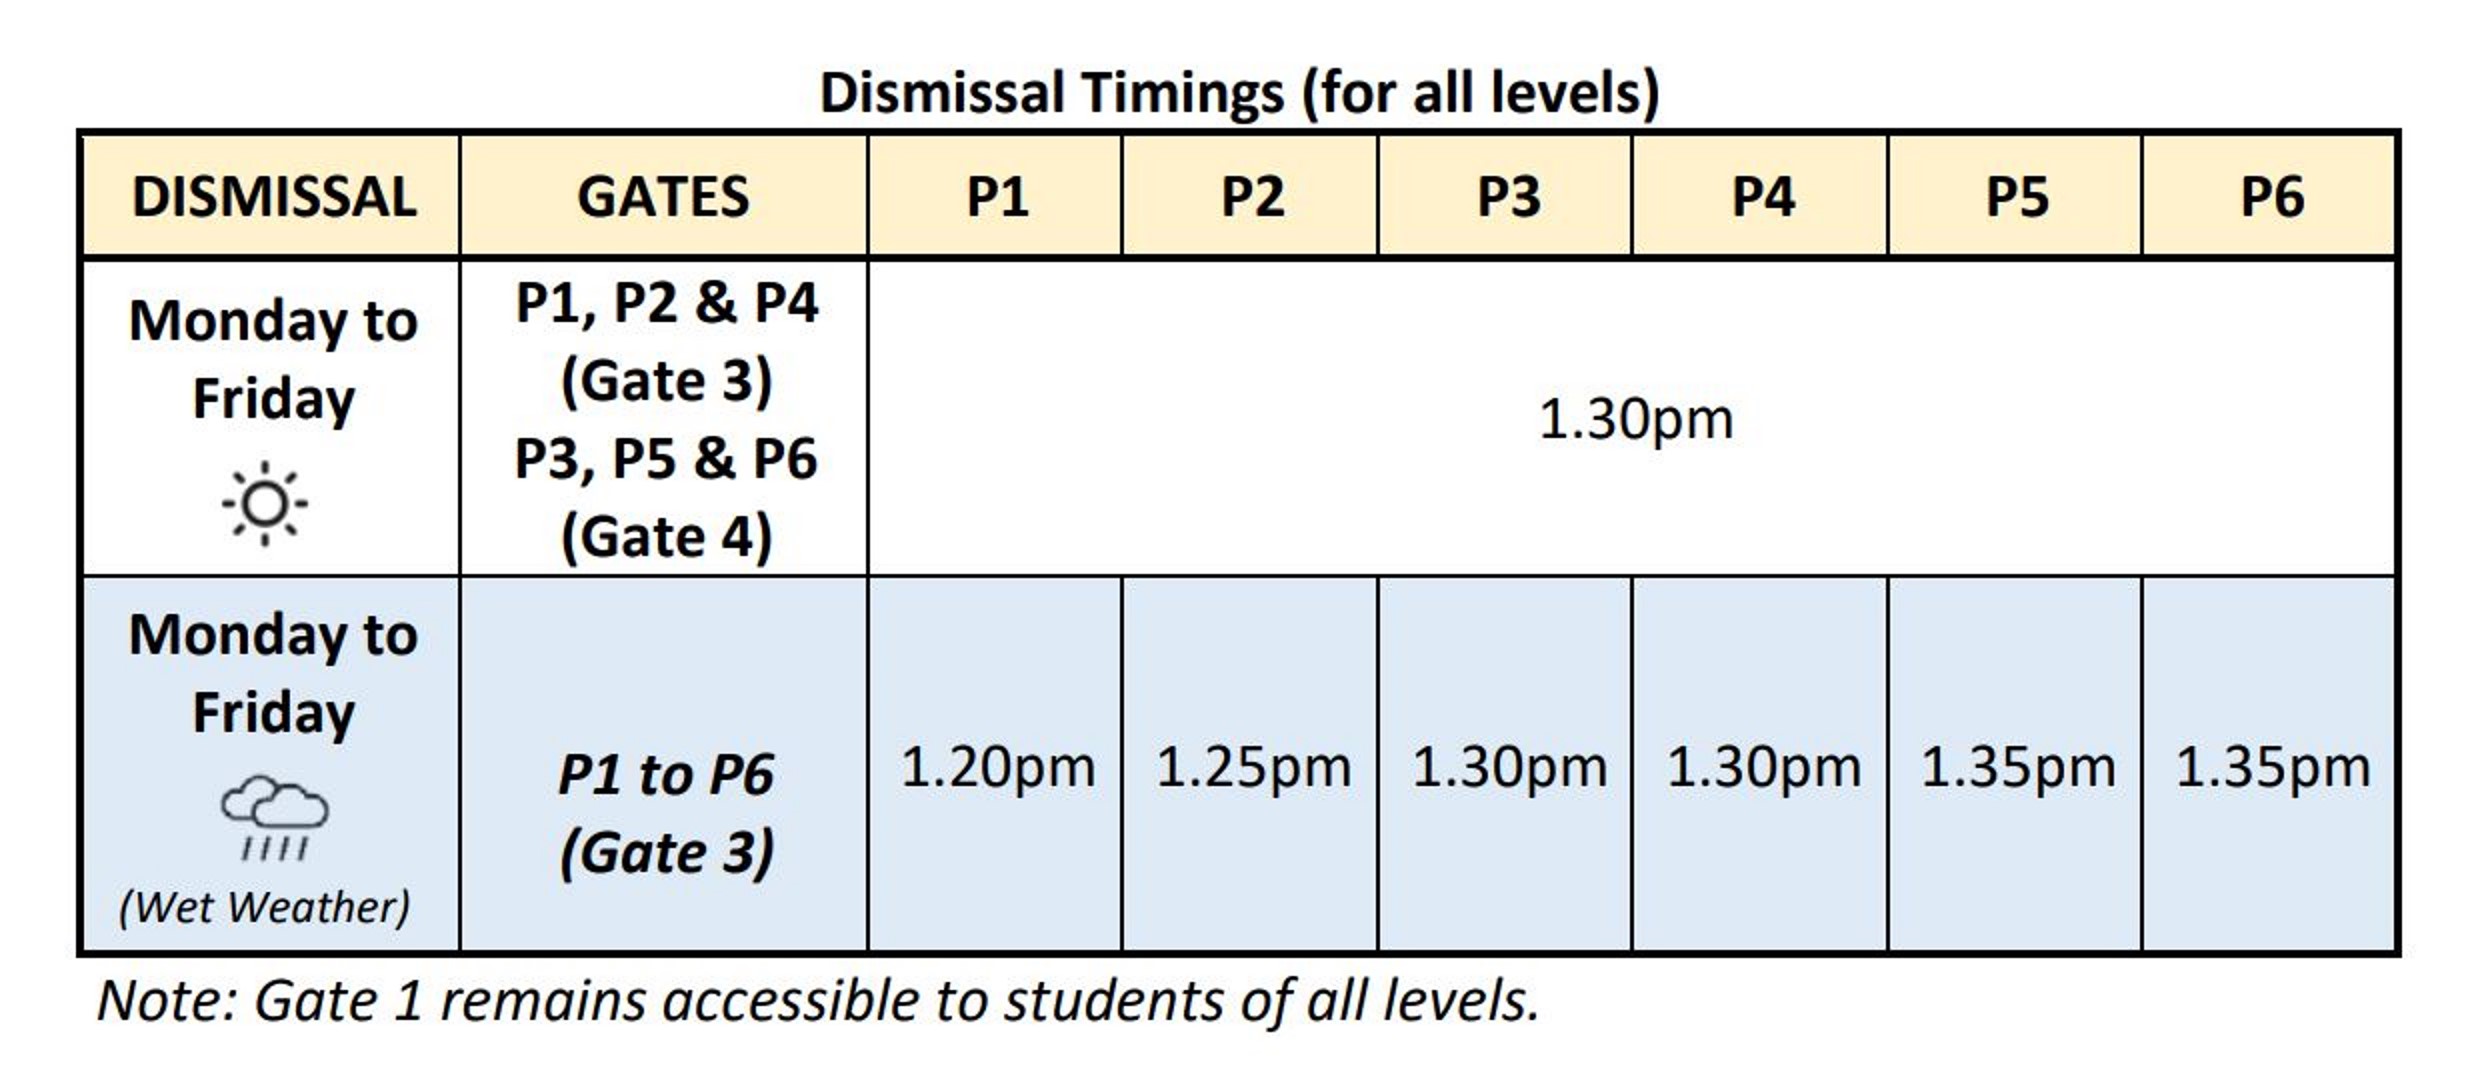 Dismissal Timings (for all levels)
DISMISSAL GATES P1 P2 P3 P4 P5 P6
Monday to
Friday
P1, P2 & P4
(Gate 3)
P3, P5 & P6
(Gate 4)
1.30pm
Monday to
Friday
(Wet Weather)
P1 to P6
(Gate 3)
1.20pm 1.25pm 1.30pm 1.30pm 1.35pm 1.35pm
Note: Gate 1 remains accessible to students of all levels.